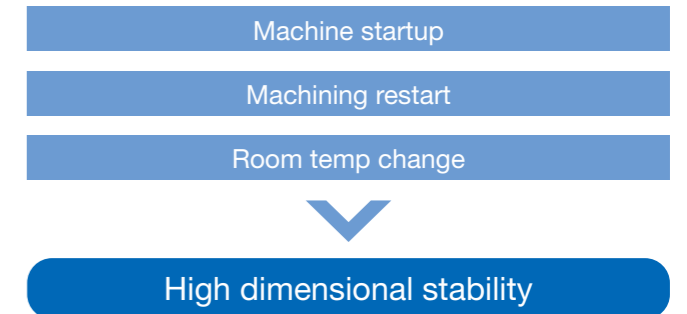 Machine startup
Machining restart
Room temp change
High dimensional stability